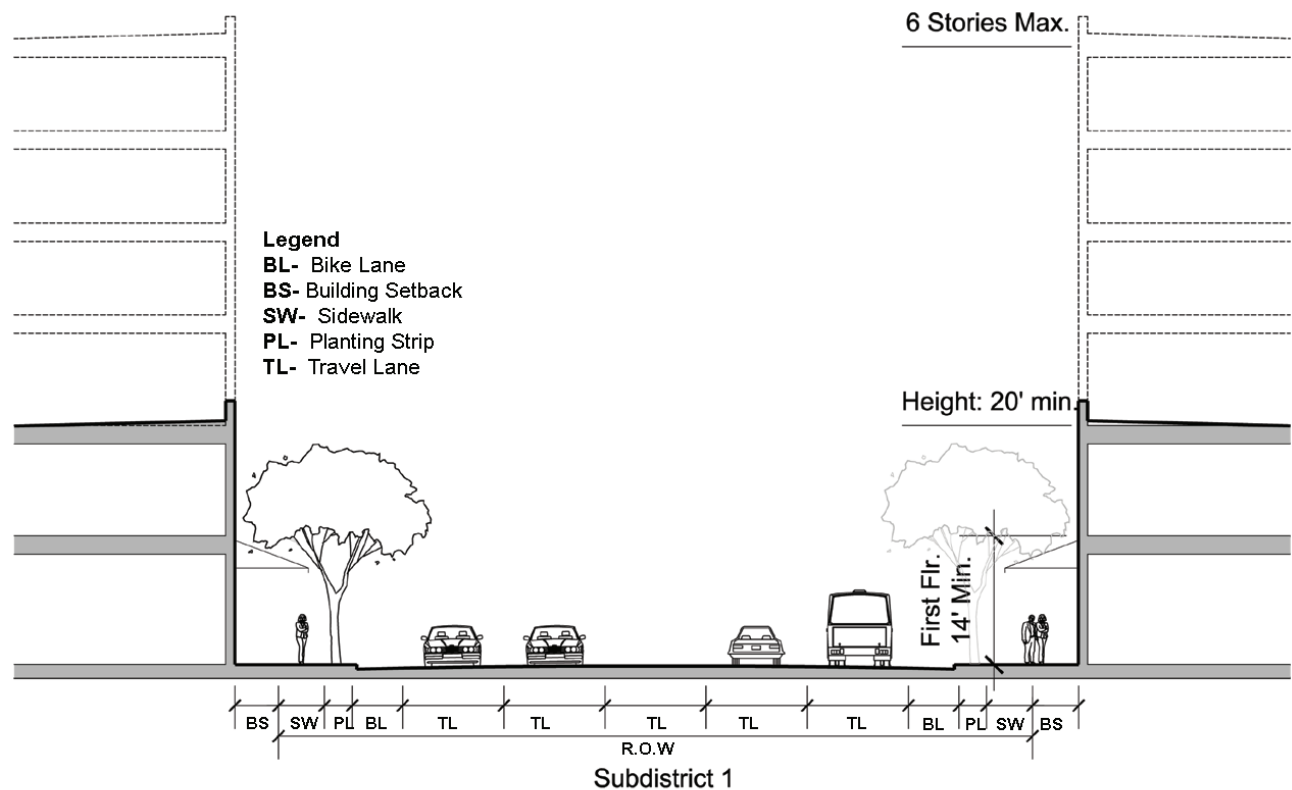 6 Stories Max.
Legend
BL- Bike Lane
BS- Building Setback
SW- Sidewalk
PL- Planting Strip
TL- Travel Lane
Height: 20' min.
First Flr.
14' Min.
BS SW PL BL TL TL TL TL TL BL PL SW BS
R.O.W
Subdistrict 1